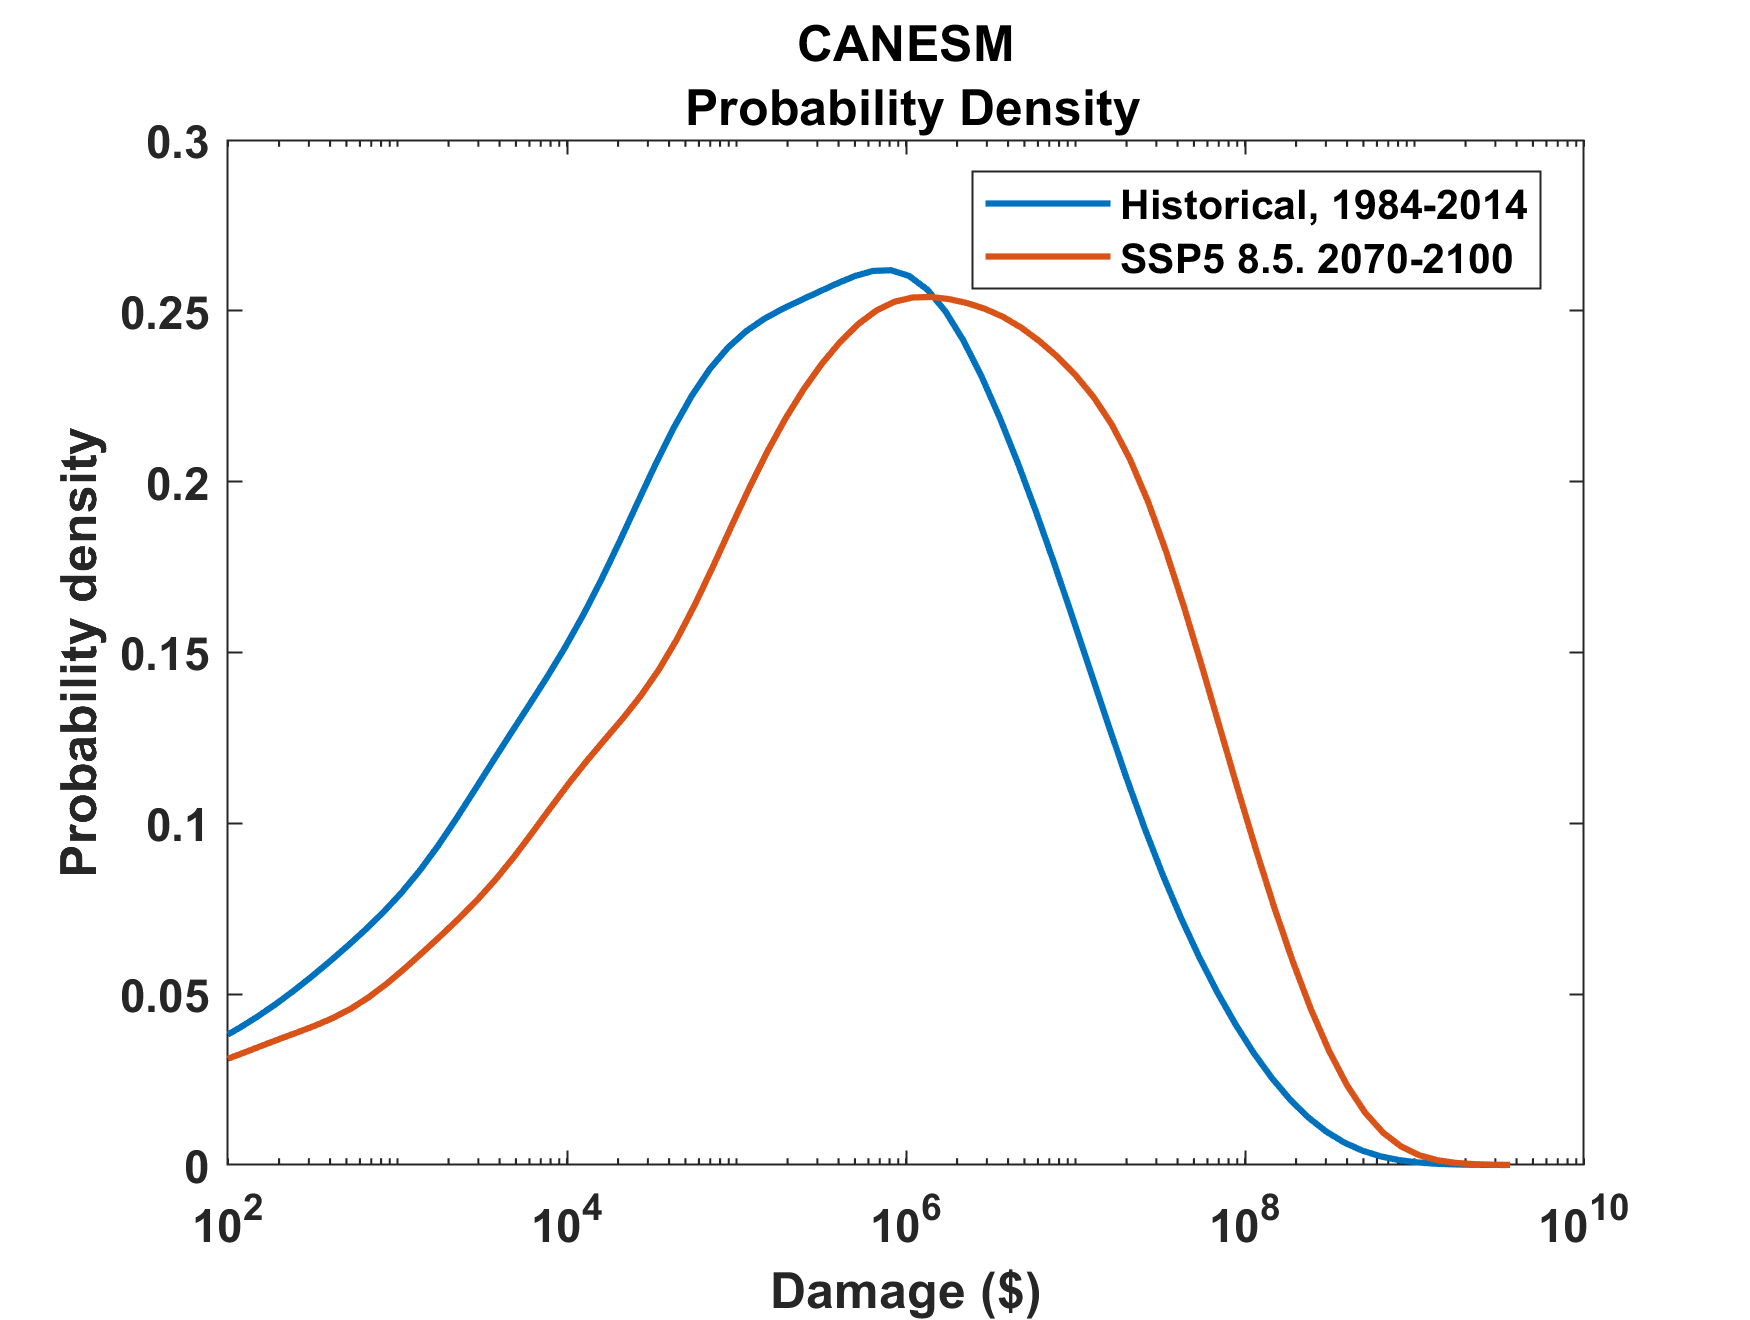 CANESM
Probability Density
0.3
0.25
0.2
0.15
0.1
0.05
0
Probability density
Historical, 1984-2014
SSP5 8.5. 2070-2100
10^2 10^4 10^6 10^8 10^10
Damage ($)